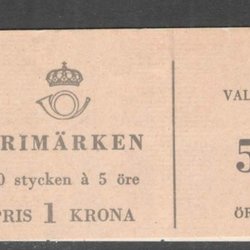 RIMÄRKEN
0 stycken à 5 öre
PRIS 1 KRONA
VAL
5
ÖR